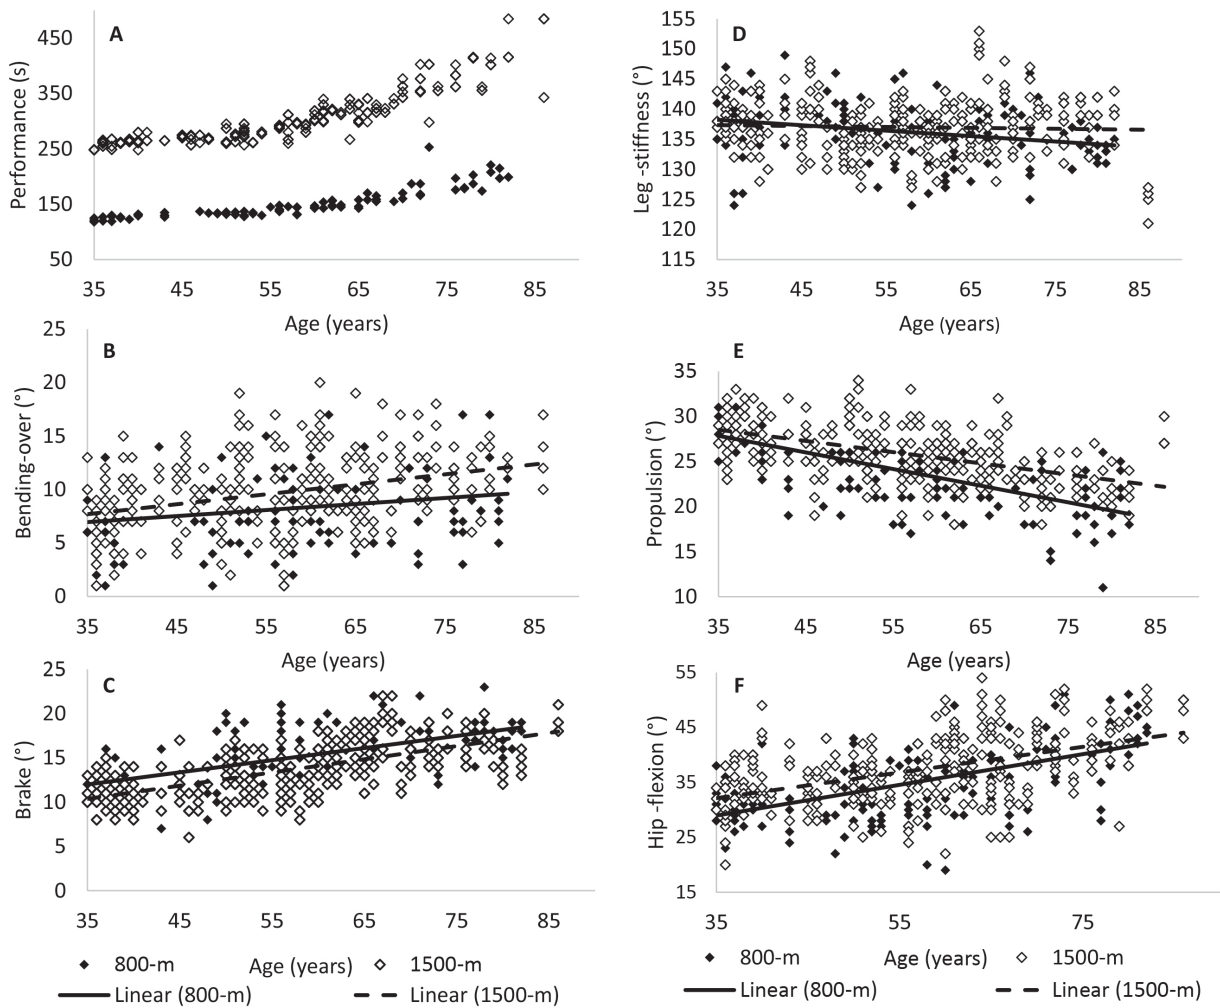 A
Performance (s)
450
350
250
150
50
35 45 55 65 75 85
Age (years)
D
Leg -stiffness (°)
155
150
145
140
135
130
125
120
115
35 45 55 65 75 85
Age (years)
B
Bending-over (°)
25
20
15
10
5
0
35 45 55 65 75 85
Age (years)
E
Propulsion (°)
35
30
25
20
15
10
35 45 55 65 75 85
Age (years)
C
Brake (°)
25
20
15
10
5
0
35 45 55 65 75 85
Age (years)
800-m
1500-m
Linear (800-m)
Linear (1500-m)
F
Hip -flexion (°)
55
45
35
25
15
35 55 75
Age (years)
800-m
1500-m
Linear (800-m)
Linear (1500-m)